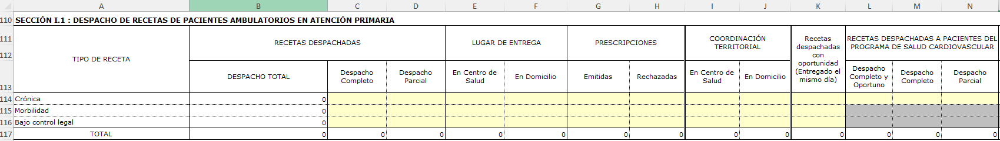 A B C D E F G H I J K L M N
110 SECCIÓN I.1 : DESPACHO DE RECETAS DE PACIENTES AMBULATORIOS EN ATENCIÓN PRIMARIA
111
112
113
TIPO DE RECETA
RECETAS DESPACHADAS
DESPACHO TOTAL
Despacho
Completo
Despacho
Parcial
LUGAR DE ENTREGA
En Centro de
Salud
En Domicilio
PRESCRIPCIONES
Emitidas
Rechazadas
COORDINACIÓN
TERRITORIAL
En Centro de
Salud
En Domicilio
Recetas
despachadas
con
oportunidad
(Entregado el
mismo día)
RECETAS DESPACHADAS A PACIENTES DEL
PROGRAMA DE SALUD CARDIOVASCULAR
Despacho
Completo y
Oportuno
Despacho
Completo
Despacho
Parcial
114 Crónica 0
115 Morbilidad 0
116 Bajo control legal 0
117 TOTAL 0 0 0 0 0 0 0 0 0 0 0 0 0